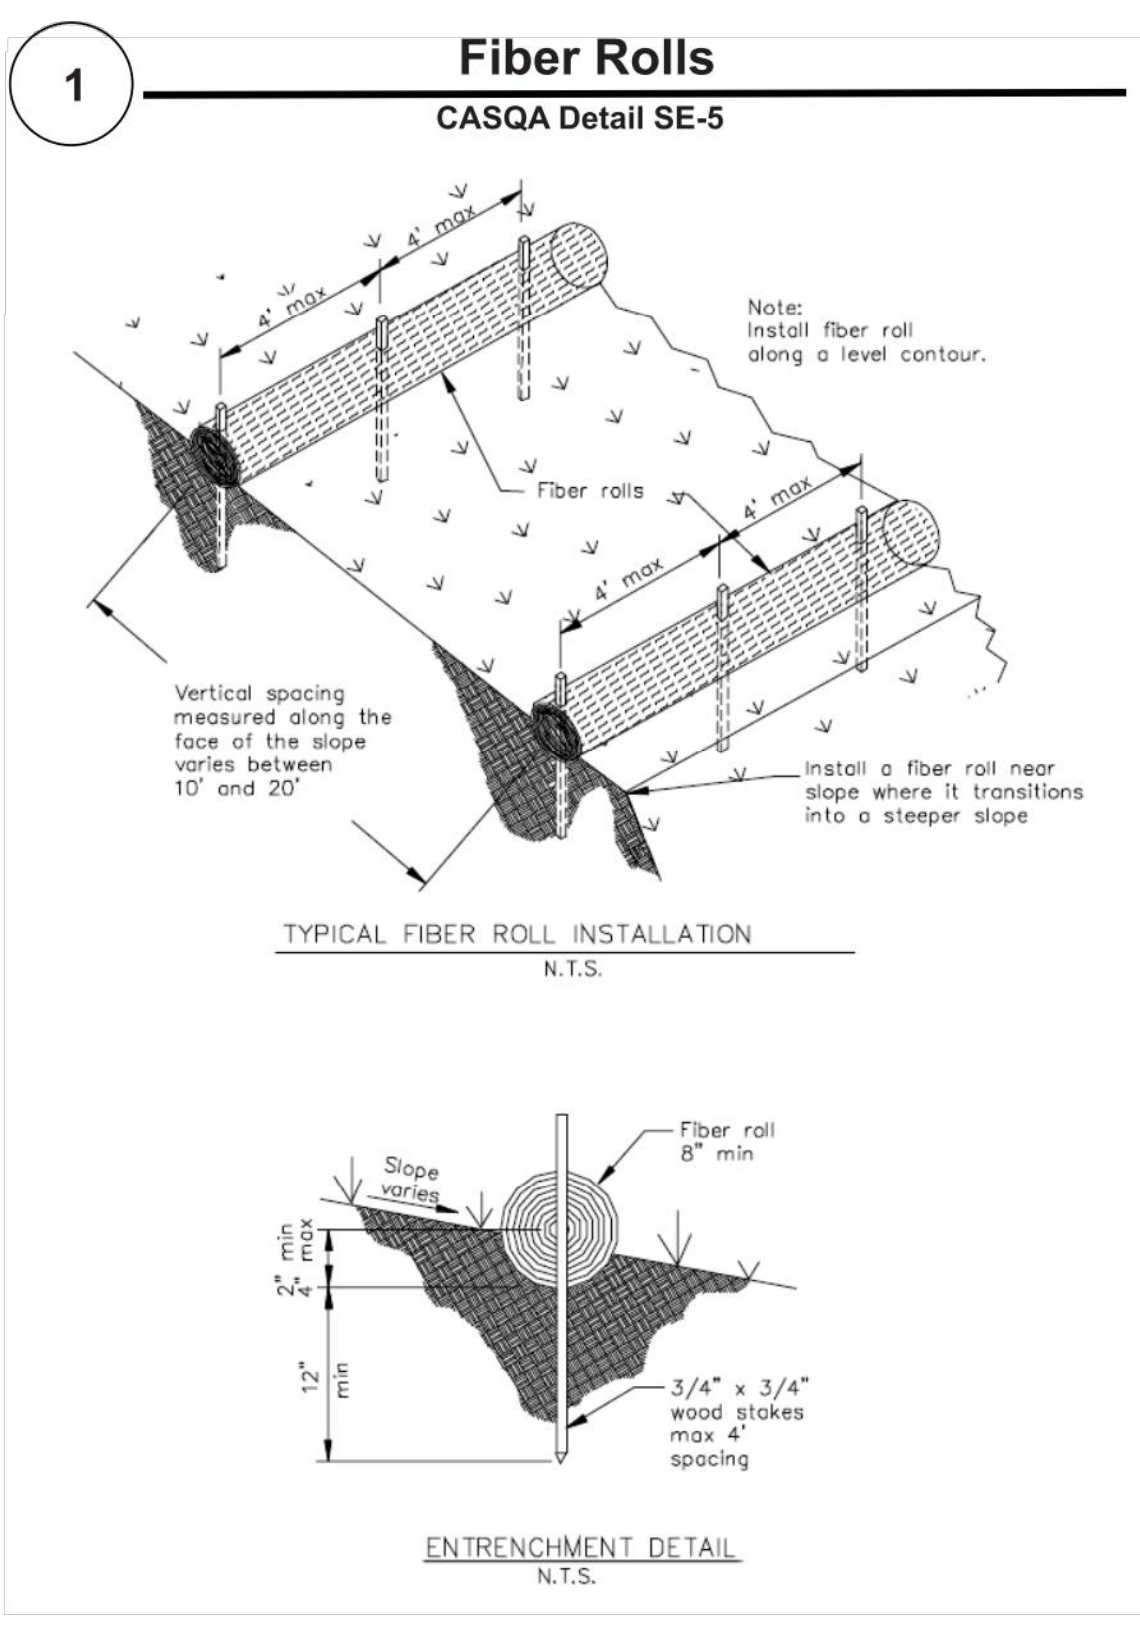 1
Fiber Rolls
CASQA Detail SE-5
4' max
4' max
Note:
Install fiber roll
along a level contour.
Fiber rolls
4' max
4' max
Vertical spacing
measured along the
face of the slope
varies between
10' and 20'
Install a fiber roll near
slope where it transitions
into a steeper slope
TYPICAL FIBER ROLL INSTALLATION
N.T.S.
Fiber roll
8" min
Slope
varies
2" min
4" max
12"
min
3/4" x 3/4"
wood stakes
max 4'
spacing
ENTRENCHMENT DETAIL
N.T.S.